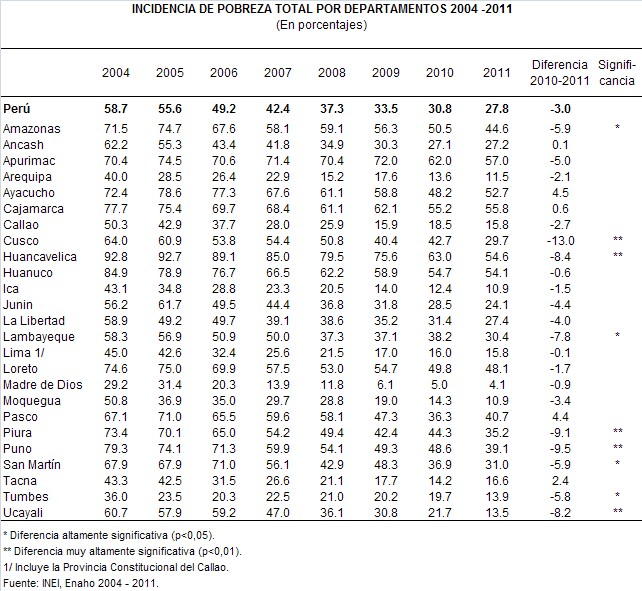 INCIDENCIA DE POBREZA TOTAL POR DEPARTAMENTOS 2004 -2011
(En porcentajes)
2004 2005 2006 2007 2008 2009 2010 2011 Diferencia 2010-2011 Signifi-cancia
Perú 58.7 55.6 49.2 42.4 37.3 33.5 30.8 27.8 -3.0
Amazonas 71.5 74.7 67.6 58.1 59.1 56.3 50.5 44.6 -5.9 *
Ancash 62.2 55.3 43.4 41.8 34.9 30.3 27.1 27.2 0.1
Apurimac 70.4 74.5 70.6 71.4 70.4 72.0 62.0 57.0 -5.0
Arequipa 40.0 28.5 26.4 22.9 15.2 17.6 13.6 11.5 -2.1
Ayacucho 72.4 78.6 77.3 67.6 61.1 58.8 48.2 52.7 4.5
Cajamarca 77.7 75.4 69.7 68.4 61.1 62.1 55.2 55.8 0.6
Callao 50.3 42.9 37.7 28.0 25.9 15.9 18.5 15.8 -2.7
Cusco 64.0 60.9 53.8 54.4 50.8 40.4 42.7 29.7 -13.0 **
Huancavelica 92.8 92.7 89.1 85.0 79.5 75.6 63.0 54.6 -8.4 **
Huanuco 84.9 78.9 76.7 66.5 62.2 58.9 54.7 54.1 -0.6
Ica 43.1 34.8 28.8 23.3 20.5 14.0 12.4 10.9 -1.5
Junin 56.2 61.7 49.5 44.4 36.8 31.8 28.5 24.1 -4.4
La Libertad 58.9 49.2 49.7 39.1 38.6 35.2 31.4 27.4 -4.0
Lambayeque 58.3 56.9 50.9 50.0 37.3 37.1 38.2 30.4 -7.8 *
Lima 1/ 45.0 42.6 32.4 25.6 21.5 17.0 16.0 15.8 -0.1
Loreto 74.6 75.0 69.9 57.5 53.0 54.7 49.8 48.1 -1.7
Madre de Dios 29.2 31.4 20.3 13.9 11.8 6.1 5.0 4.1 -0.9
Moquegua 50.8 36.9 35.0 29.7 28.8 19.0 14.3 10.9 -3.4
Pasco 67.1 71.0 65.5 59.6 58.1 47.3 36.3 40.7 4.4
Piura 73.4 70.1 65.0 54.2 49.4 42.4 44.3 35.2 -9.1 **
Puno 79.3 74.1 71.3 59.9 54.1 49.3 48.6 39.1 -9.5 **
San Martín 67.9 67.9 71.0 56.1 42.9 48.3 36.9 31.0 -5.9 *
Tacna 43.3 42.5 31.5 26.6 21.1 17.7 14.2 16.6 2.4
Tumbes 36.0 23.5 20.3 22.5 21.0 20.2 19.7 13.9 -5.8 *
Ucayali 60.7 57.9 59.2 47.0 36.1 30.8 21.7 13.5 -8.2 **
* Diferencia altamente significativa (p<0,05).
** Diferencia muy altamente significativa (p<0,01).
1/ Incluye la Provincia Constitucional del Callao.
Fuente: INEI, Enaho 2004 - 2011.